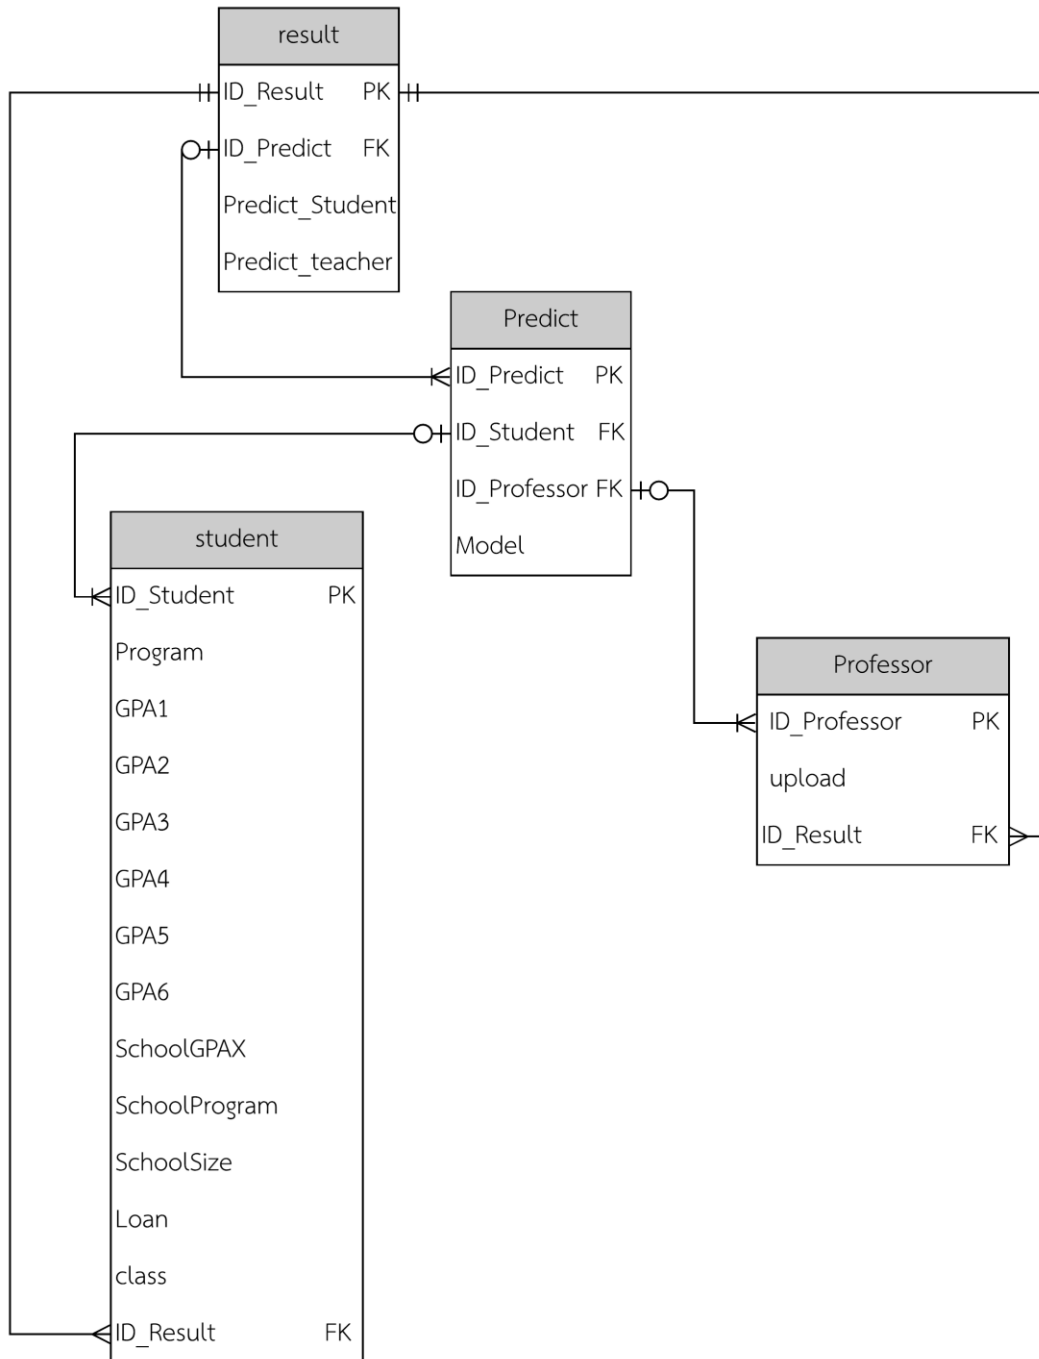 result
ID_Result PK
ID_Predict FK
Predict_Student
Predict_teacher
Predict
ID_Predict PK
ID_Student FK
ID_Professor FK
Model
student
ID_Student PK
Program
GPA1
GPA2
GPA3
GPA4
GPA5
GPA6
SchoolGPAX
SchoolProgram
SchoolSize
Loan
class
ID_Result FK
Professor
ID_Professor PK
upload
ID_Result FK